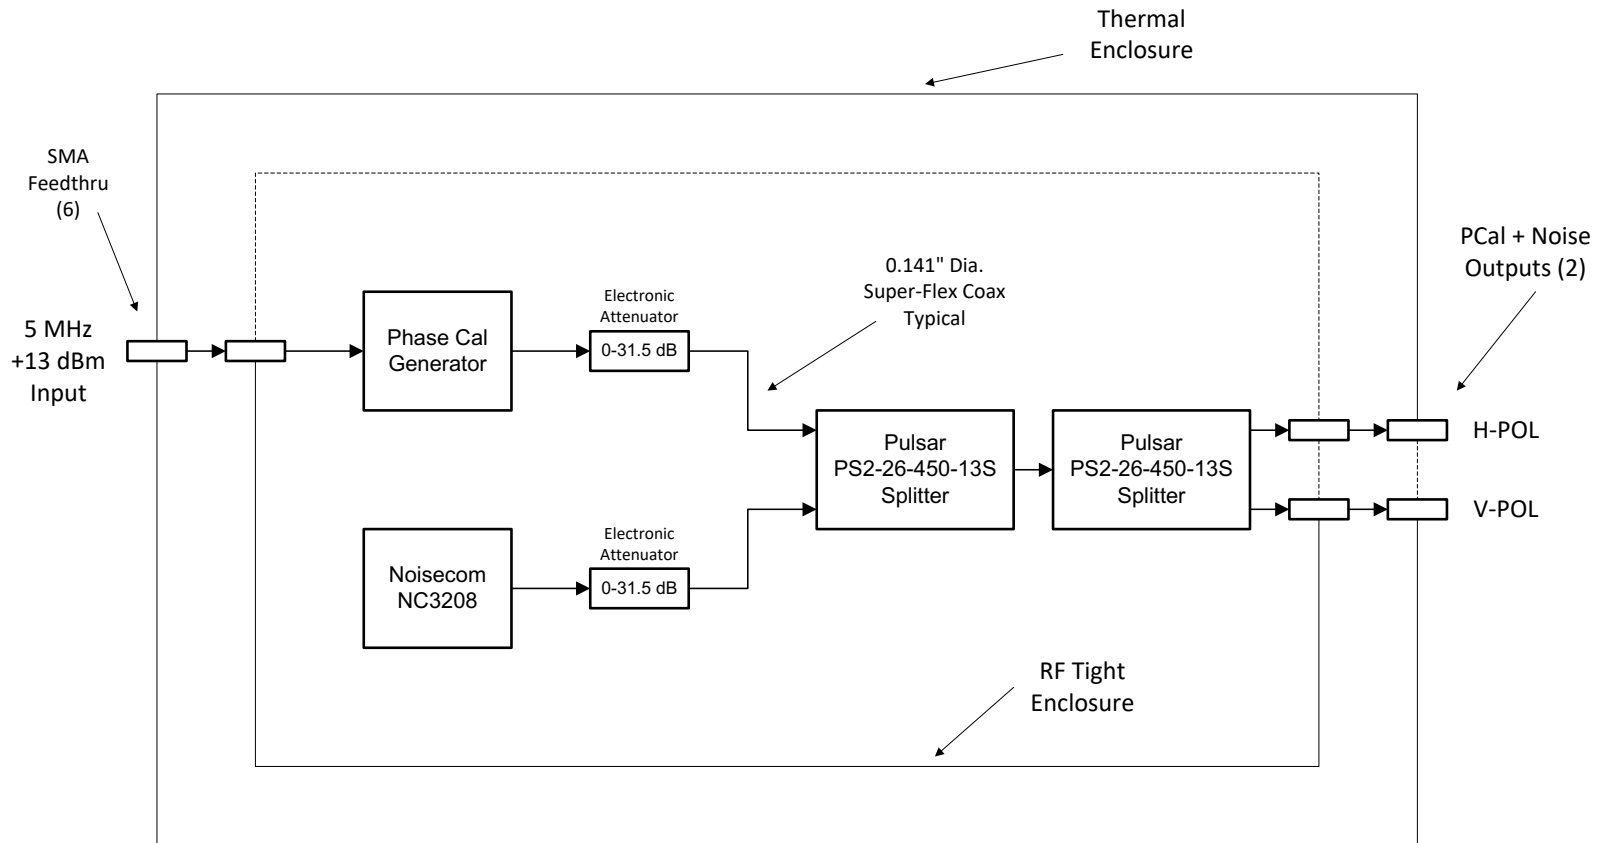 Thermal
Enclosure
SMA
Feedthru
(6)
PCal + Noise
Outputs (2)
0.141" Dia.
Super-Flex Coax
Typical
5 MHz
+13 dBm
Input
Phase Cal
Generator
Electronic
Attenuator
0-31.5 dB
Pulsar
PS2-26-450-13S
Splitter
Pulsar
PS2-26-450-13S
Splitter
H-POL
V-POL
Noisecom
NC3208
Electronic
Attenuator
0-31.5 dB
RF Tight
Enclosure